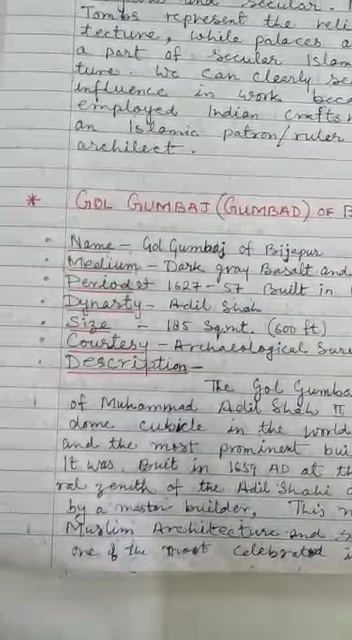 and secular.
Tombs represent the reli
tecture, while palaces a
a part of secular Islam
ture. We can clearly se
influence in work beca
employed Indian crafts
an Islamic patron/ruler
architect.
* GOL GUMBAJ (GUMBAD) OF B
• Name – Gol Gumbaj of Bijapur
• Medium – Dark gray Basalt and
• Period 1627-57 Built in
• Dynasty – Adil Shah
• Size – 185 Sqmt. (600 ft)
• Courtesy – Archaeological Sur
• Description –
The Gol Gumba
of Muhammad Adil Shah II
dome cubicle in the world
and the most prominent bui
It was Built in 1659 AD at th
ral zenith of the Adil Shahi
by a master builder, This m
Muslim Architecture and s
one of the most celebrated i